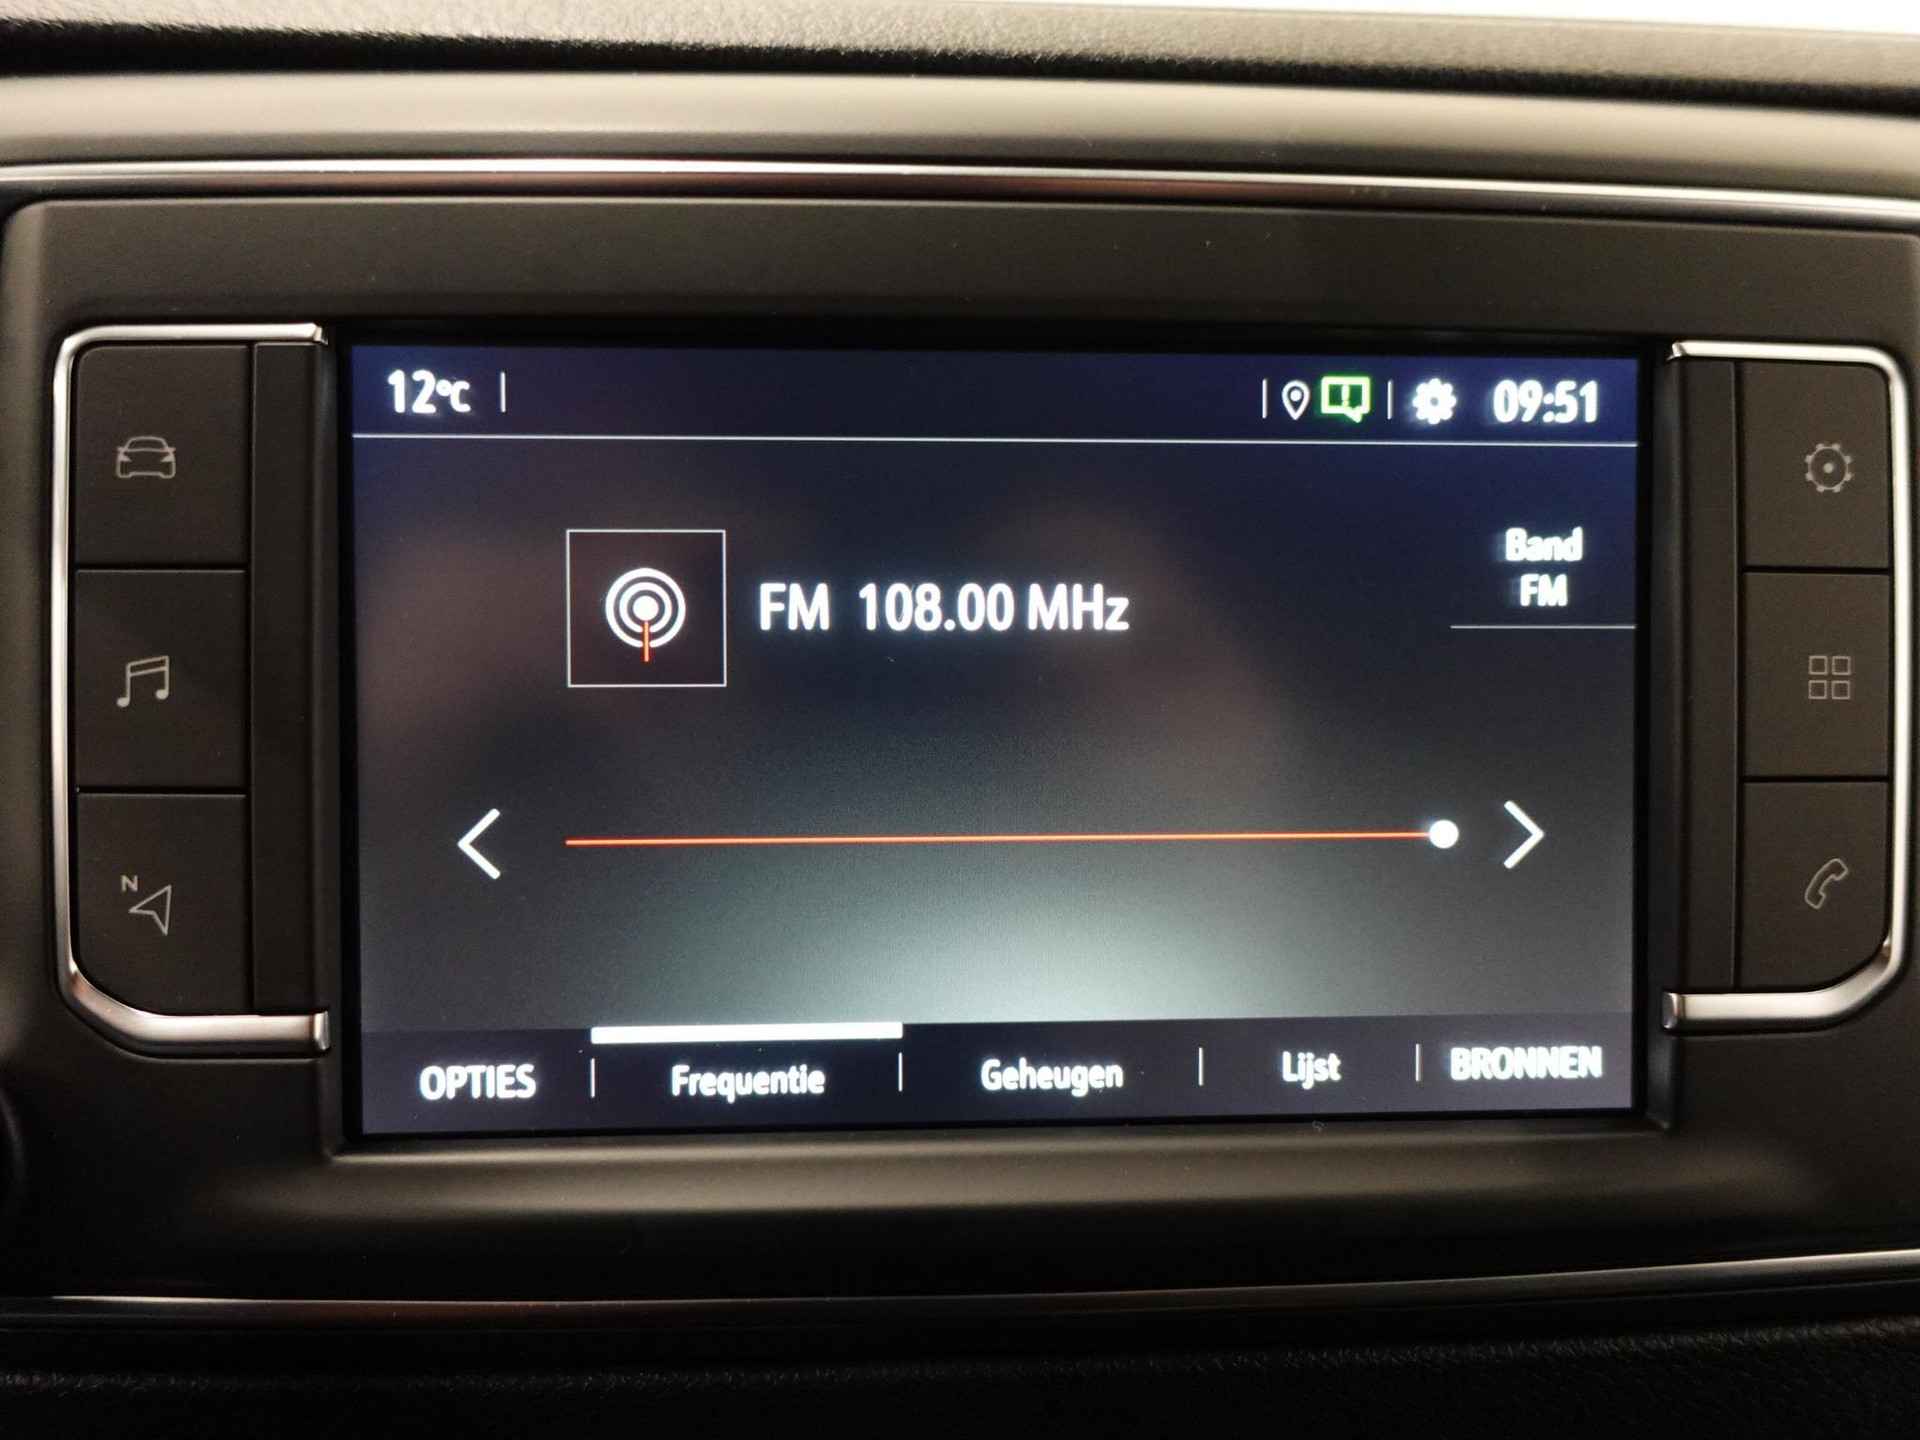 12°C
09:51
Band
FM
FM 108.00 MHz
N
OPTIES Frequentie Geheugen Lijst BRONNEN